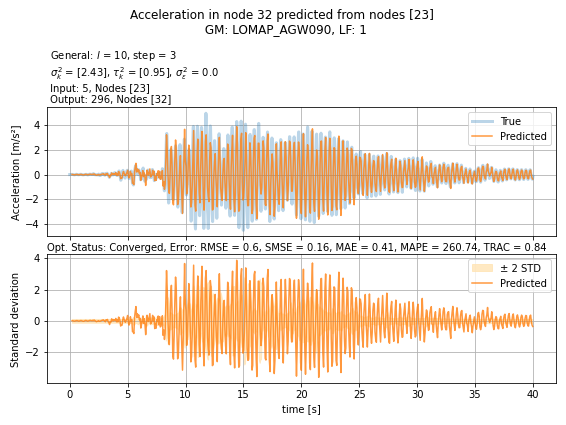 Acceleration in node 32 predicted from nodes [23]
GM: LOMAP_AGW090, LF: 1
General: l = 10, step = 3
σ²ₖ = [2.43], τ²ₖ = [0.95], σ²ε = 0.0
Input: 5, Nodes [23]
Output: 296, Nodes [32]
Acceleration [m/s²]
4
2
0
−2
−4
True
Predicted
Opt. Status: Converged, Error: RMSE = 0.6, SMSE = 0.16, MAE = 0.41, MAPE = 260.74, TRAC = 0.84
Standard deviation
4
2
0
−2
± 2 STD
Predicted
0 5 10 15 20 25 30 35 40
time [s]